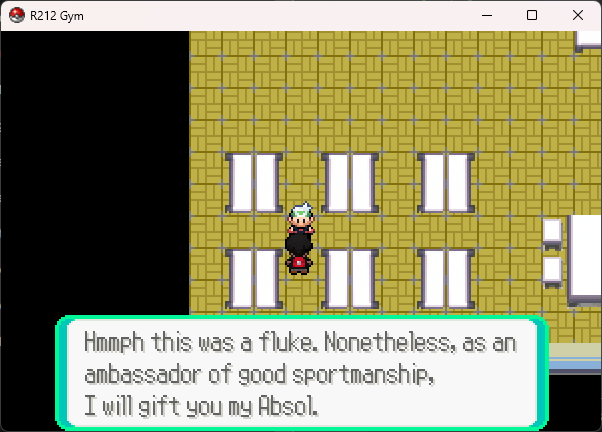 R212 Gym
Hmmph this was a fluke. Nonetheless, as an
ambassador of good sportmanship,
I will gift you my Absol.